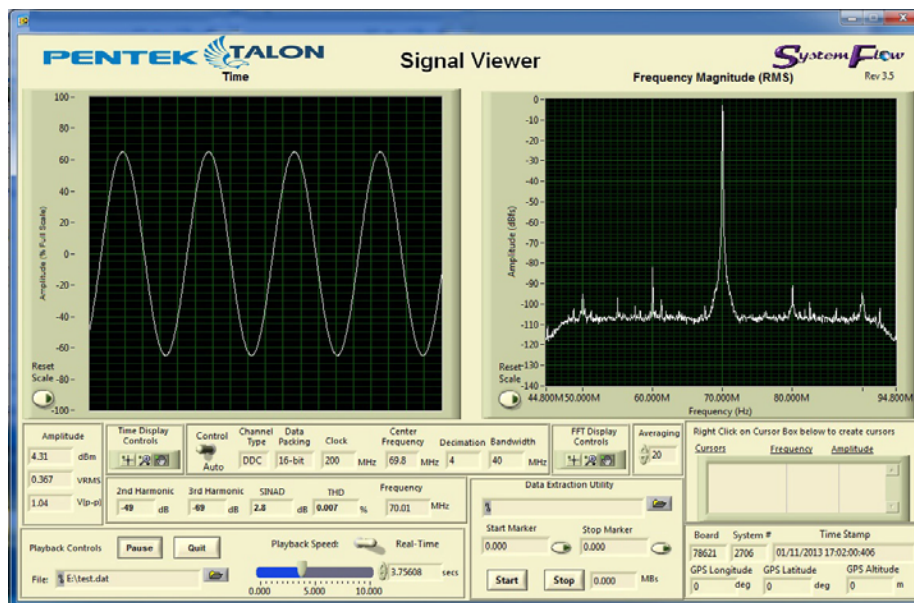 PENTEK TALON
Signal Viewer
SystemFlow
Rev 3.5
Time
Frequency Magnitude (RMS)
Amplitude (% Full Scale)
100
80
60
40
20
0
-20
-40
-60
-80
-100
Reset
Scale
Amplitude (dBfs)
0
-10
-20
-30
-40
-50
-60
-70
-80
-90
-100
-110
-120
-130
-140
Reset
Scale
44.800M 50.000M 60.000M 70.000M 80.000M 94.800M
Frequency (Hz)
Amplitude
4.31 dBm
0.367 VRMS
1.04 V(p-p)
Time Display
Controls
Control
Auto
Channel
Type
DDC
Data
Packing
16-bit
Clock
200 MHz
Center
Frequency
69.8 MHz
Decimation
4
Bandwidth
40 MHz
FFT Display
Controls
Averaging
20
2nd Harmonic
-49 dB
3rd Harmonic
-69 dB
SINAD
2.8 dB
THD
0.007 %
Frequency
70.01 MHz
Right Click on Cursor Box below to create cursors
Cursors Frequency Amplitude
Data Extraction Utility
Start Marker
0.000
Stop Marker
0.000
Start Stop 0.000 MBs
Playback Controls Pause Quit
File: E:\test.dat
Playback Speed: Real-Time
0.000 5.000 10.000
3.75608 secs
Board System # Time Stamp
78621 2706 01/11/2013 17:02:00:406
GPS Longitude GPS Latitude GPS Altitude
0 deg 0 deg 0 m